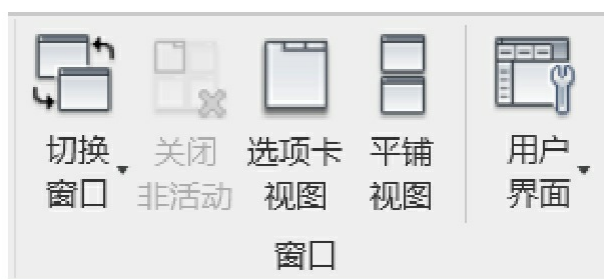 切换 关闭 选项卡 平铺 用户
窗口 非活动 视图 视图 界面
窗口